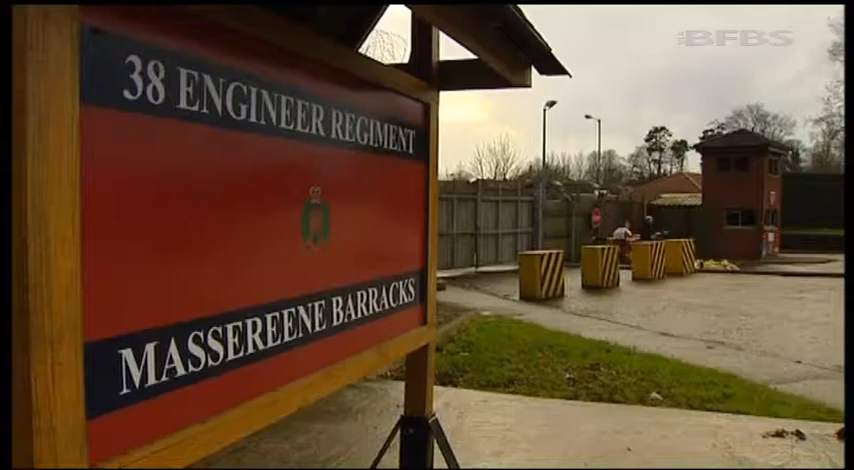 BFBS
38 ENGINEER REGIMENT
MASSEREENE BARRACKS